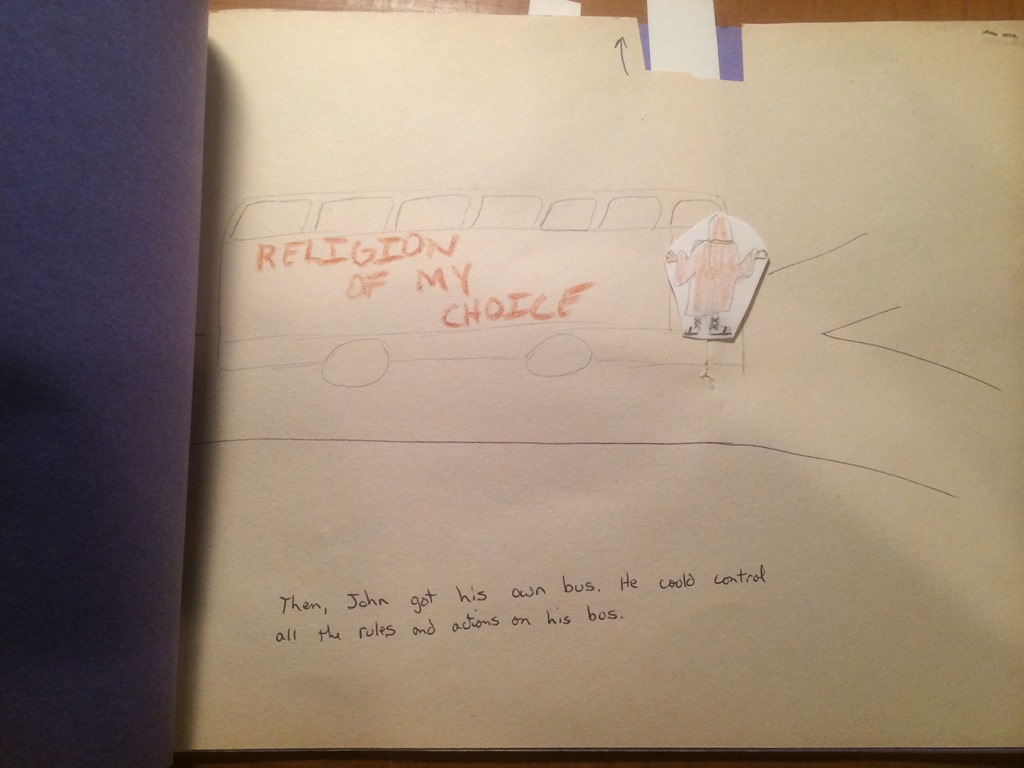 RELIGION
OF MY
CHOICE
Then, John got his own bus. He could control
all the rules and actions on his bus.